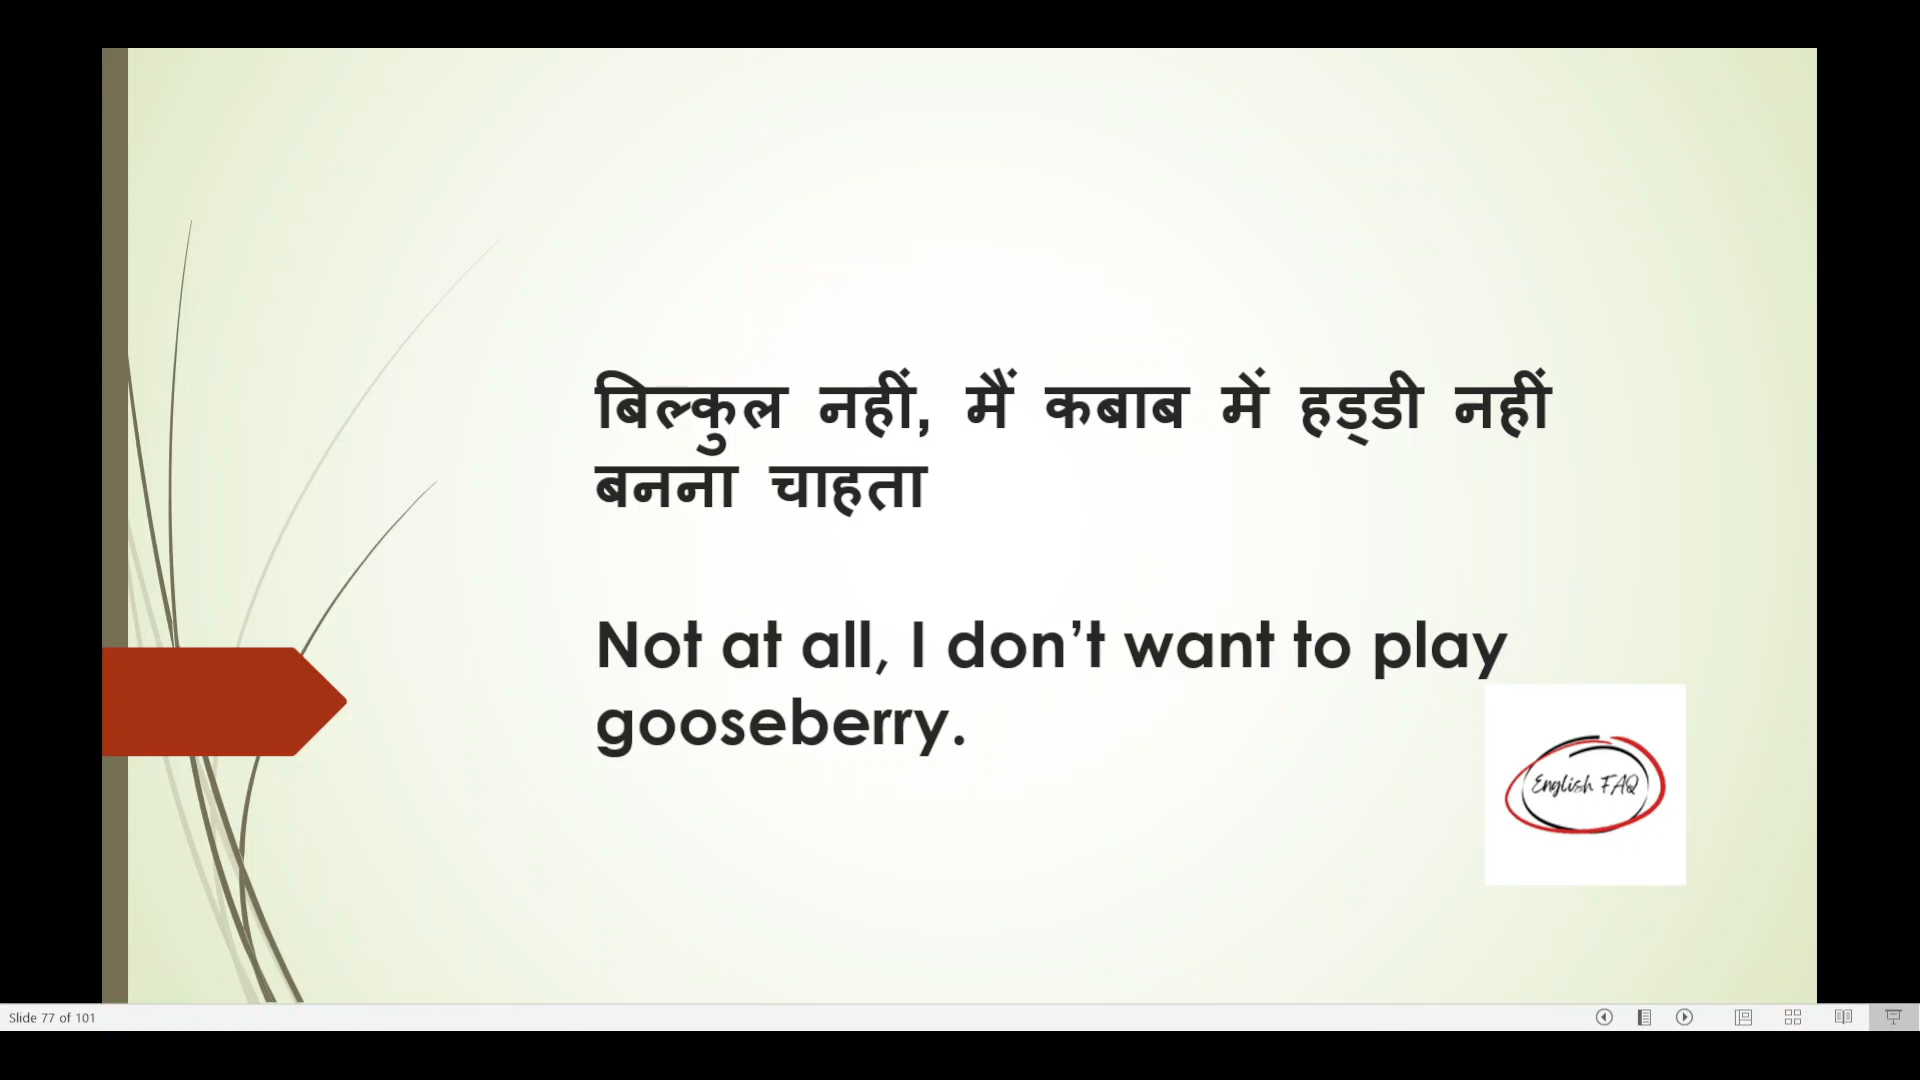 बिल्कुल नहीं, मैं कबाब में हड्डी नहीं
बनना चाहता
Not at all, I don’t want to play
gooseberry.
English FAQ
Slide 77 of 101